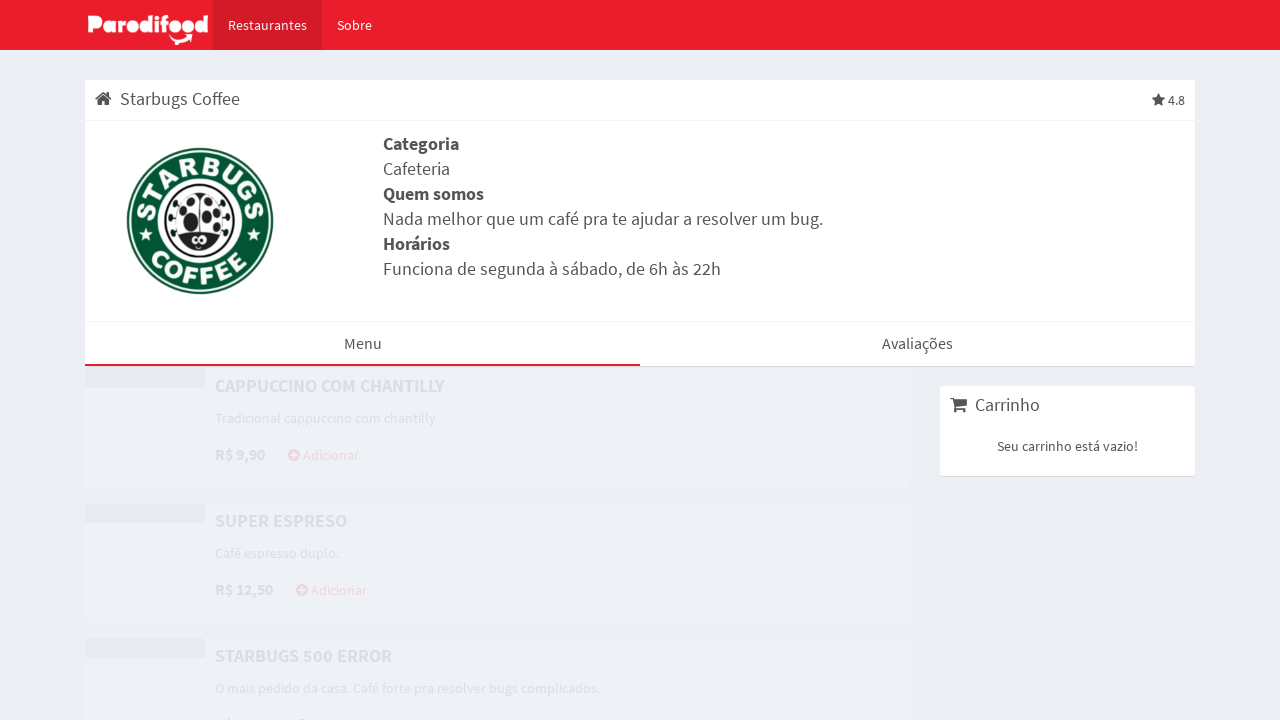 Parodifood Restaurantes Sobre
Starbugs Coffee 4.8
STARBUGS COFFEE
Categoria
Cafeteria
Quem somos
Nada melhor que um café pra te ajudar a resolver um bug.
Horários
Funciona de segunda à sábado, de 6h às 22h
Menu Avaliações
CAPPUCCINO COM CHANTILLY
Tradicional cappuccino com chantilly
R$ 9,90 Adicionar
SUPER ESPRESO
Café espresso duplo.
R$ 12,50 Adicionar
STARBUGS 500 ERROR
O mais pedido da casa. Café forte pra resolver bugs complicados.
Carrinho
Seu carrinho está vazio!